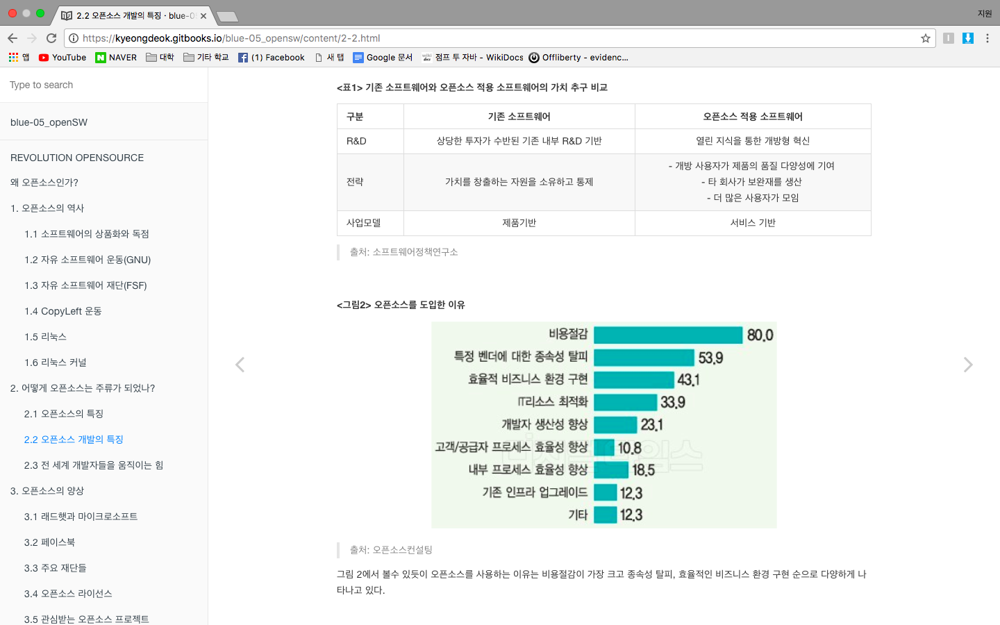 2.2 오픈소스 개발의 특징 · blue-0
지원
https://kyeongdeok.gitbooks.io/blue-05_opensw/content/2-2.html
앱 YouTube NAVER 대학 기타 학교 (1) Facebook 새 탭 Google 문서 점프 투 자바 - WikiDocs Offliberty - evidenc...
Type to search
blue-05_openSW
REVOLUTION OPENSOURCE
왜 오픈소스인가?
1. 오픈소스의 역사
1.1 소프트웨어의 상품화와 독점
1.2 자유 소프트웨어 운동(GNU)
1.3 자유 소프트웨어 재단(FSF)
1.4 CopyLeft 운동
1.5 리눅스
1.6 리눅스 커널
2. 어떻게 오픈소스는 주류가 되었나?
2.1 오픈소스의 특징
2.2 오픈소스 개발의 특징
2.3 전 세계 개발자들을 움직이는 힘
3. 오픈소스의 양상
3.1 래드햇과 마이크로소프트
3.2 페이스북
3.3 주요 재단들
3.4 오픈소스 라이선스
3.5 관심받는 오픈소스 프로젝트
<표1> 기존 소프트웨어와 오픈소스 적용 소프트웨어의 가치 추구 비교
구분 기존 소프트웨어 오픈소스 적용 소프트웨어
R&D 상당한 투자가 수반된 기존 내부 R&D 기반 열린 지식을 통한 개방형 혁신
전략 가치를 창출하는 자원을 소유하고 통제 - 개방 사용자가 제품의 품질 다양성에 기여
- 타 회사가 보완재를 생산
- 더 많은 사용자가 모임
사업모델 제품기반 서비스 기반
출처: 소프트웨어정책연구소
<그림2> 오픈소스를 도입한 이유
비용절감 80.0
특정 벤더에 대한 종속성 탈피 53.9
효율적 비즈니스 환경 구현 43.1
IT리소스 최적화 33.9
개발자 생산성 향상 23.1
고객/공급자 프로세스 효율성 향상 10.8
내부 프로세스 효율성 향상 18.5
기존 인프라 업그레이드 12.3
기타 12.3
출처: 오픈소스컨설팅
그림 2에서 볼수 있듯이 오픈소스를 사용하는 이유는 비용절감이 가장 크고 종속성 탈피, 효율적인 비즈니스 환경 구현 순으로 다양하게 나
타나고 있다.